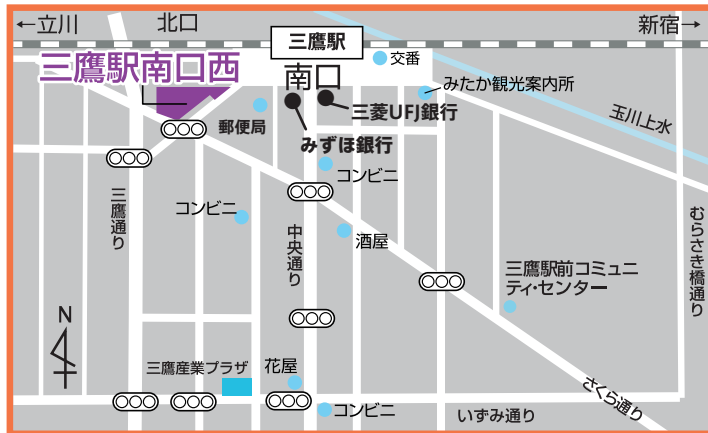 ←立川
北口
三鷹駅
新宿→
交番
三鷹駅南口西
南口
みたか観光案内所
三菱UFJ銀行
玉川上水
郵便局
みずほ銀行
コンビニ
三鷹通り
コンビニ
中央通り
酒屋
むらさき橋通り
三鷹駅前コミュニ
ティ・センター
N
三鷹産業プラザ
花屋
コンビニ
いずみ通り
さくら通り